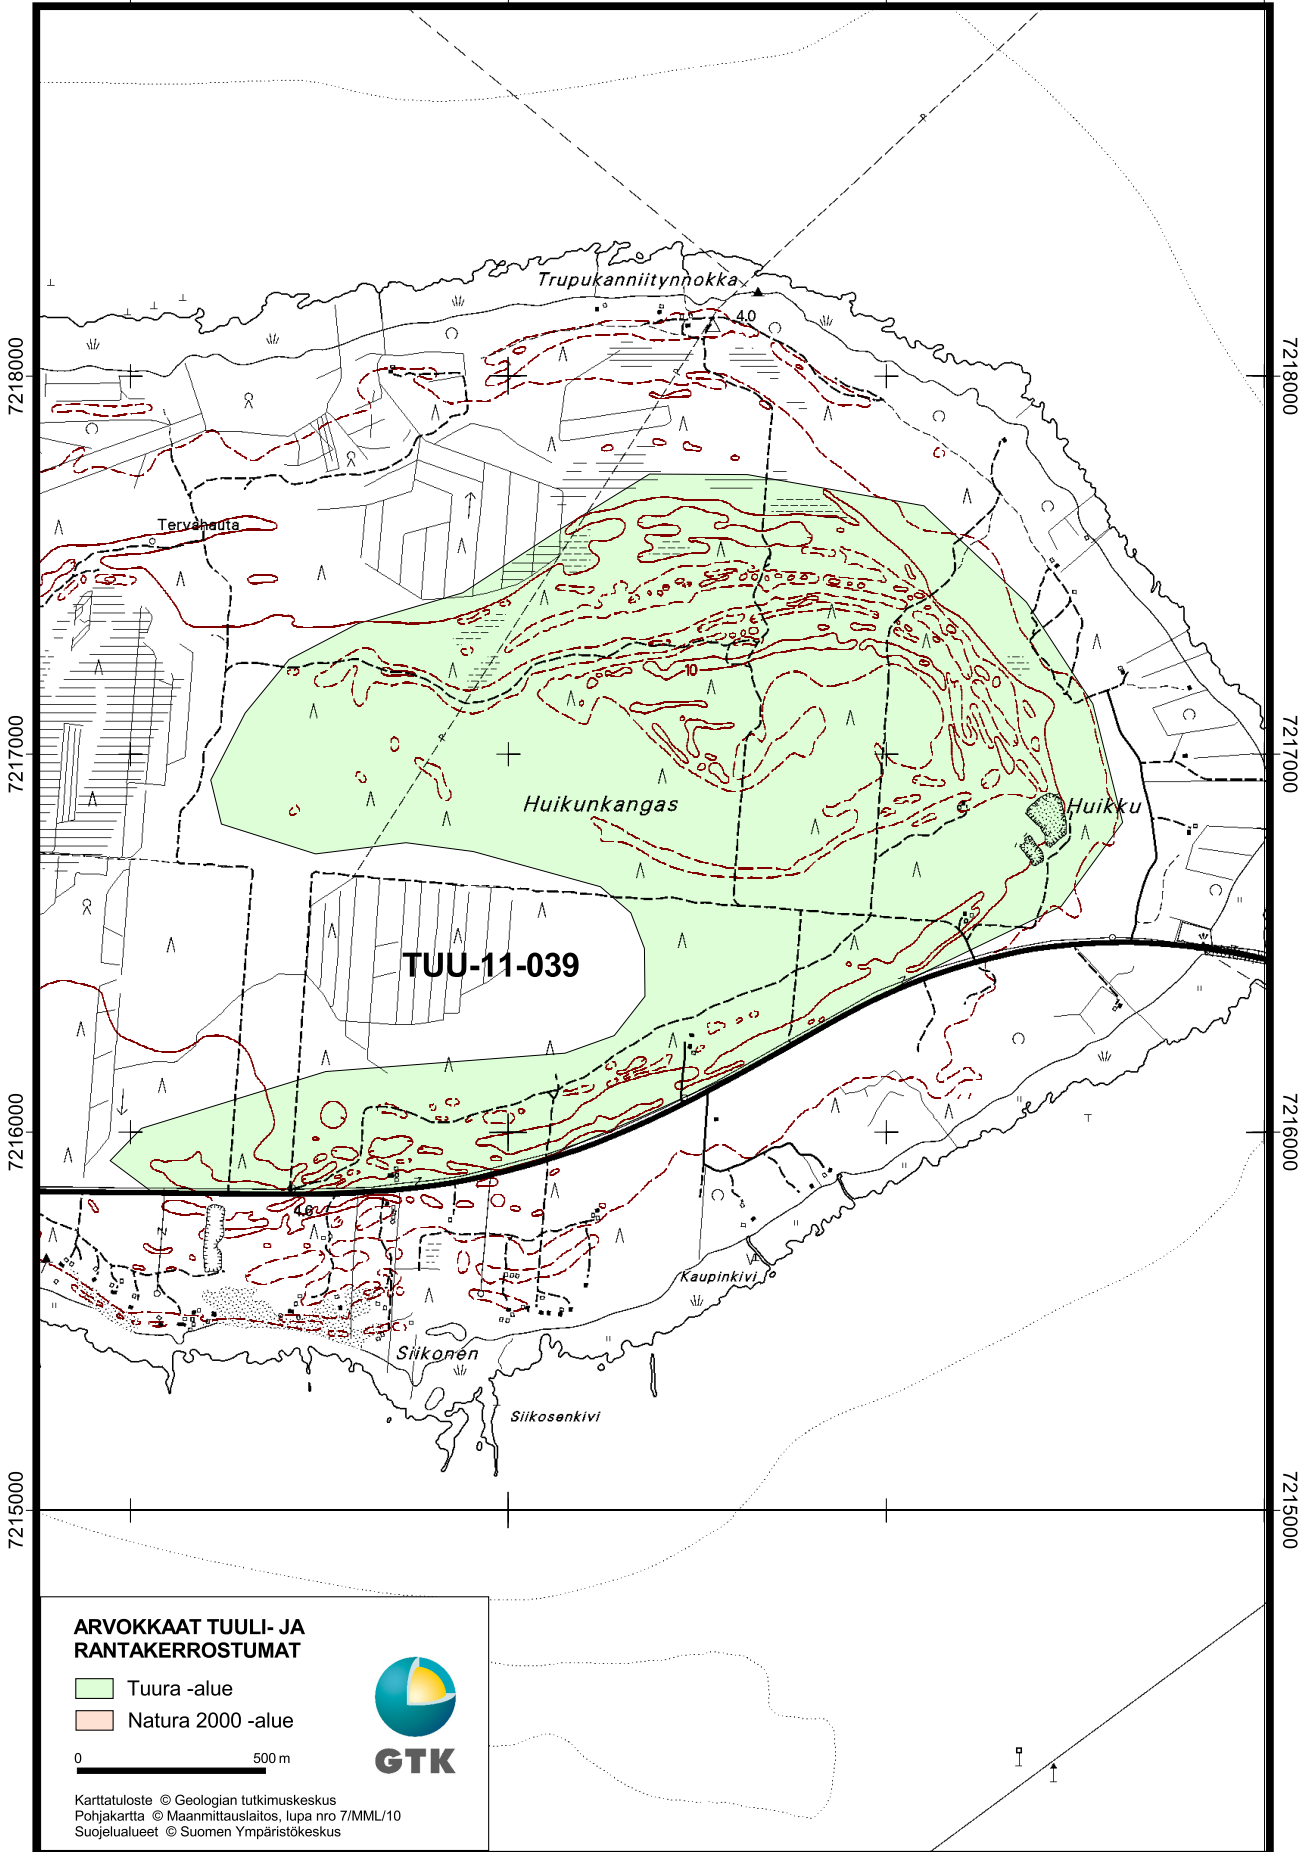 Trupukanniitynnokka
4.0
7218000
7218000
Tervahauta
10
7217000
7217000
Huikunkangas
Huikku
TUU-11-039
7216000
7216000
4.6
Kaupinkivi
Siikonen
Siikosenkivi
7215000
7215000
ARVOKKAAT TUULI- JA
RANTAKERROSTUMAT
Tuura -alue
Natura 2000 -alue
0 500 m
GTK
Karttatuloste © Geologian tutkimuskeskus
Pohjakartta © Maanmittauslaitos, lupa nro 7/MML/10
Suojelualueet © Suomen Ympäristökeskus